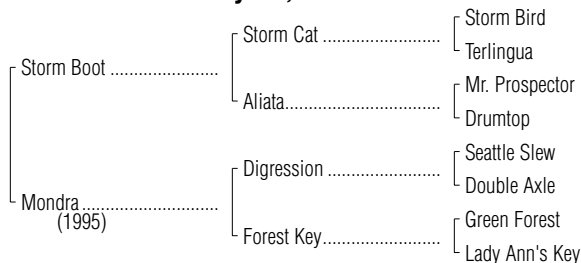 Storm Bird
Storm Cat ........................
Terlingua
Storm Boot ......................
Mr. Prospector
Aliata...............................
Drumtop
Seattle Slew
Digression .......................
Double Axle
Mondra............................
(1995)
Green Forest
Forest Key........................
Lady Ann's Key